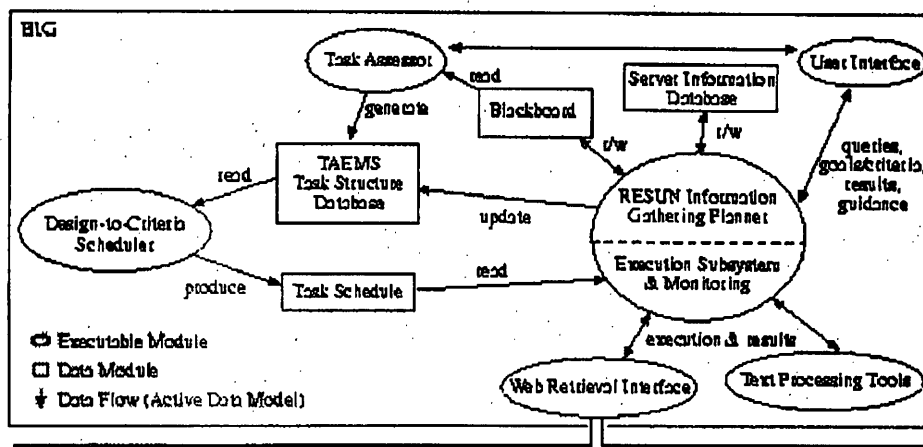 BIG
Task Assessor
User Interface
read
Server Information
Database
generate
Blackboard
r/w
r/w
queries,
goals/criteria,
results,
guidance
TAEMS
Task Structure
Database
read
RESUN Information
Gathering Planner
Design-to-Criteria
Scheduler
update
Execution Subsystem
& Monitoring
read
produce
Task Schedule
Executable Module
execution & results
Data Module
Web Retrieval Interface
Text Processing Tools
Data Flow (Active Data Model)